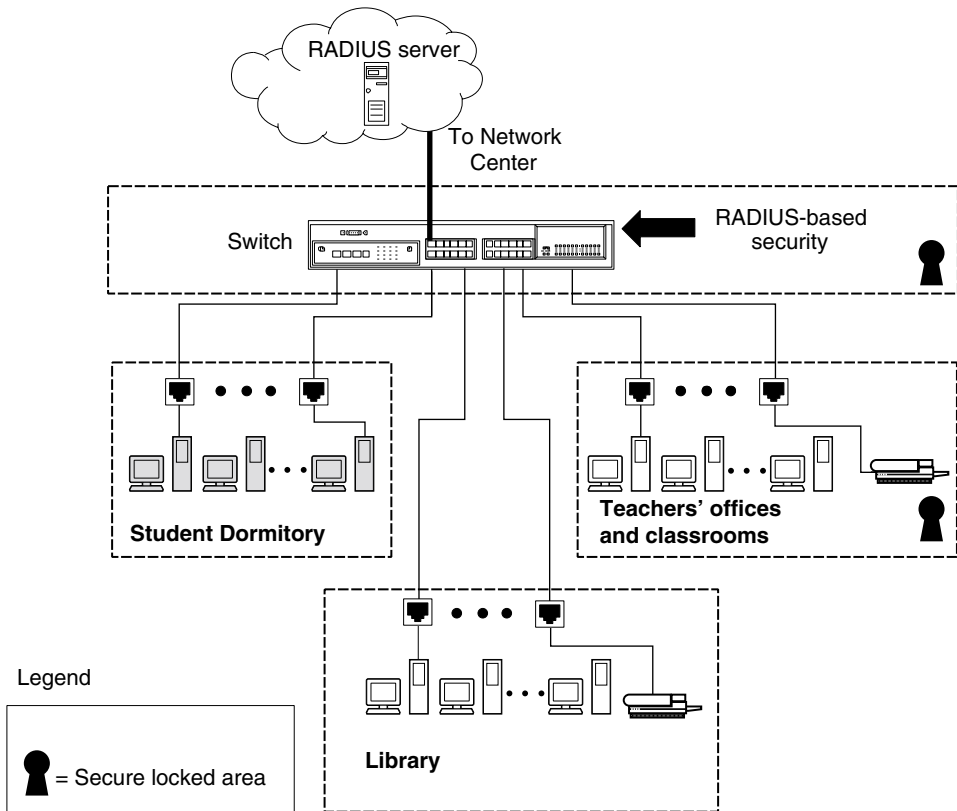 RADIUS server
To Network
Center
Switch
RADIUS-based
security
Student Dormitory
Teachers’ offices
and classrooms
Library
Legend
= Secure locked area